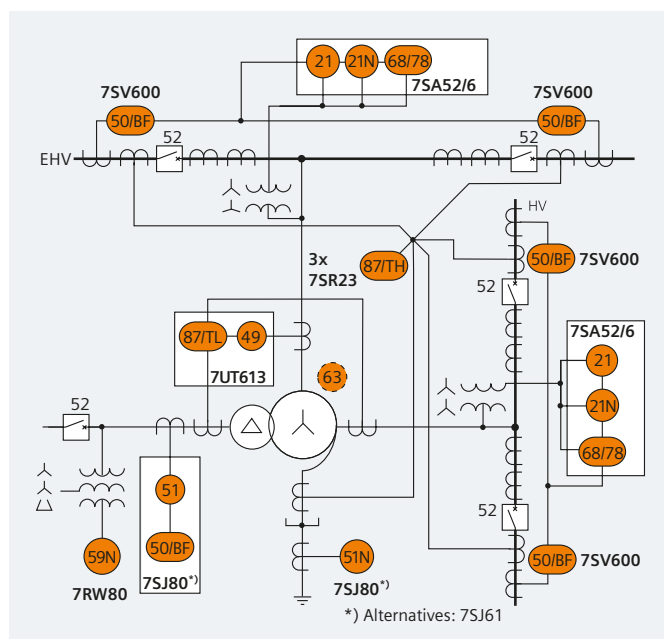 21 21N 68/78
7SA52/6
7SV600
7SV600
50/BF
50/BF
52
52
EHV
HV
3x
7SR23
87/TH
50/BF
7SV600
52
7SA52/6
21
21N
68/78
87/TL
49
7UT613
63
52
51
50/BF
7SJ80*)
59N
7RW80
51N
7SJ80*)
52
50/BF
7SV600
*) Alternatives: 7SJ61